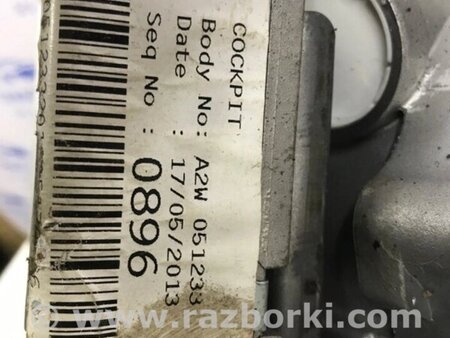 COCKPIT
Body No: A2W 051233
Date : 17/05/2013
Seq No : 0896
www.razborki.com